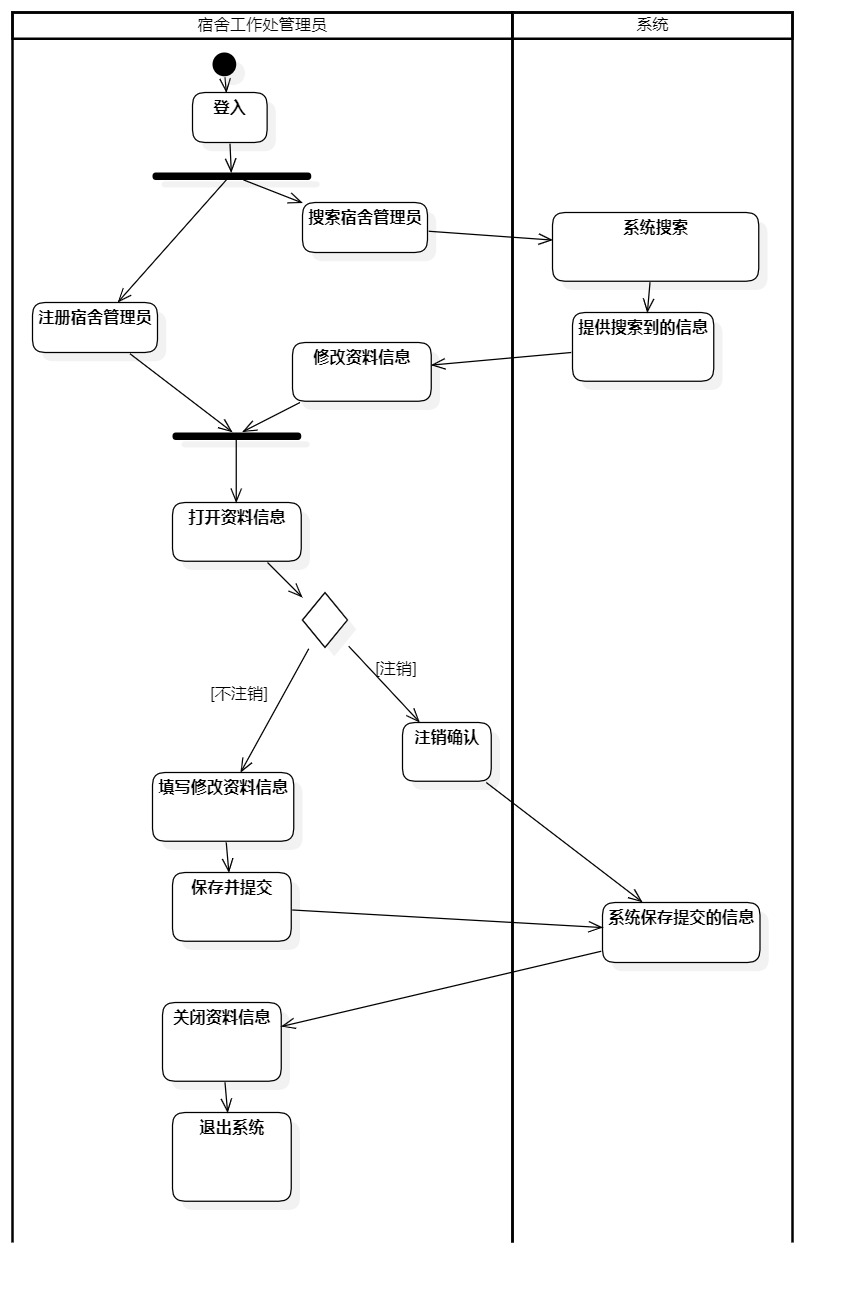 宿舍工作处管理员
系统
登入
搜索宿舍管理员
系统搜索
注册宿舍管理员
提供搜索到的信息
修改资料信息
打开资料信息
[注销]
[不注销]
注销确认
填写修改资料信息
保存并提交
系统保存提交的信息
关闭资料信息
退出系统